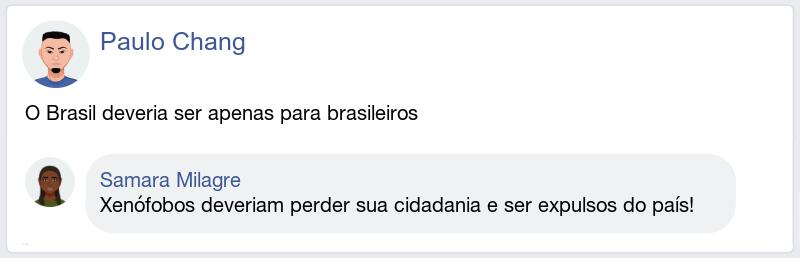 Paulo Chang
O Brasil deveria ser apenas para brasileiros
Samara Milagre
Xenófobos deveriam perder sua cidadania e ser expulsos do país!